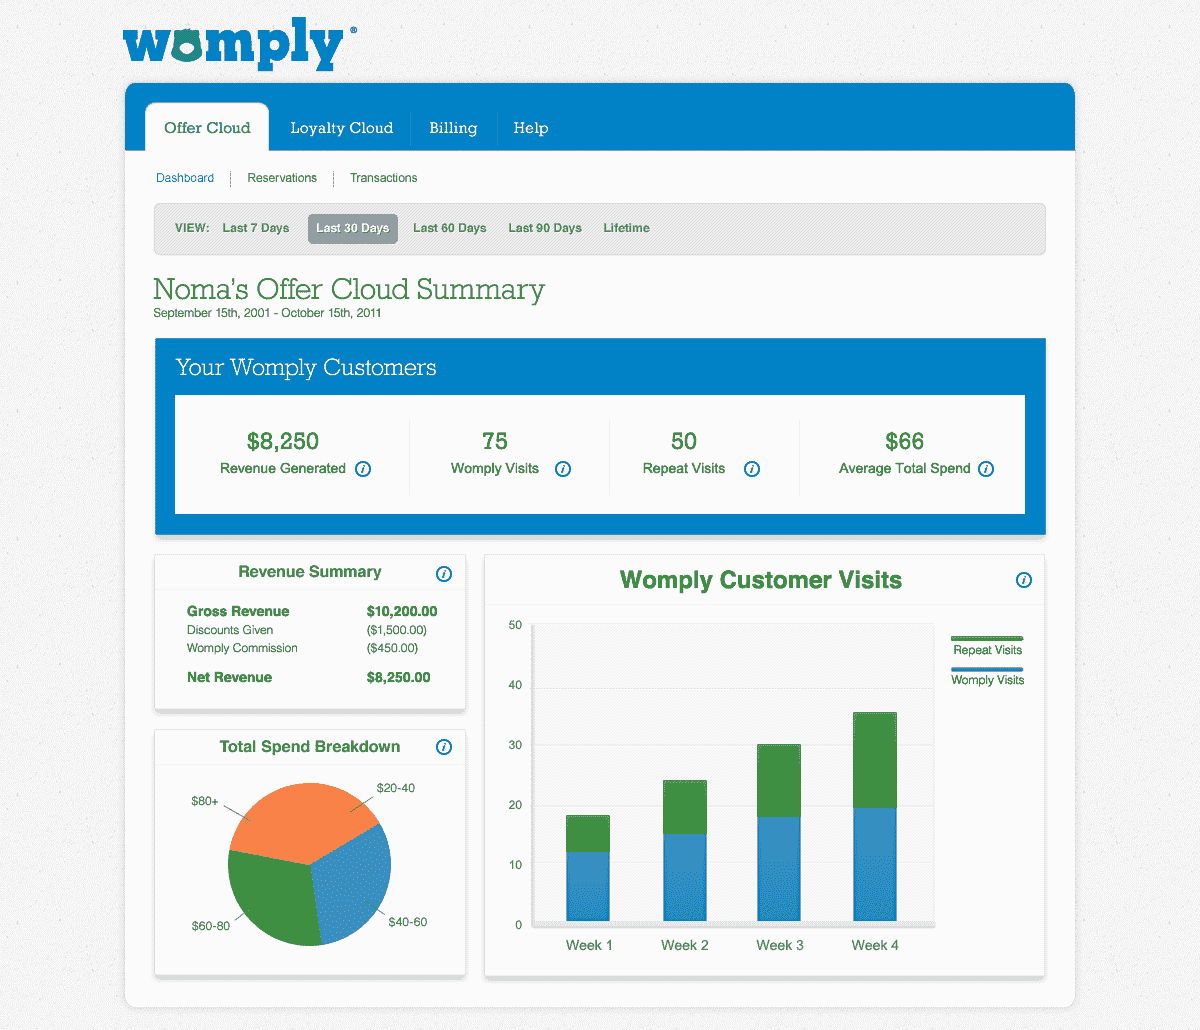 womply®
Offer Cloud Loyalty Cloud Billing Help
Dashboard Reservations Transactions
VIEW: Last 7 Days Last 30 Days Last 60 Days Last 90 Days Lifetime
Noma's Offer Cloud Summary
September 15th, 2001 - October 15th, 2011
Your Womply Customers
$8,250 75 50 $66
Revenue Generated i Womply Visits i Repeat Visits i Average Total Spend i
Revenue Summary i
Gross Revenue $10,200.00
Discounts Given ($1,500.00)
Womply Commission ($450.00)
Net Revenue $8,250.00
Total Spend Breakdown i
$80+
$20-40
$60-80
$40-60
Womply Customer Visits i
50
40
30
20
10
0
Week 1 Week 2 Week 3 Week 4
Repeat Visits
Womply Visits